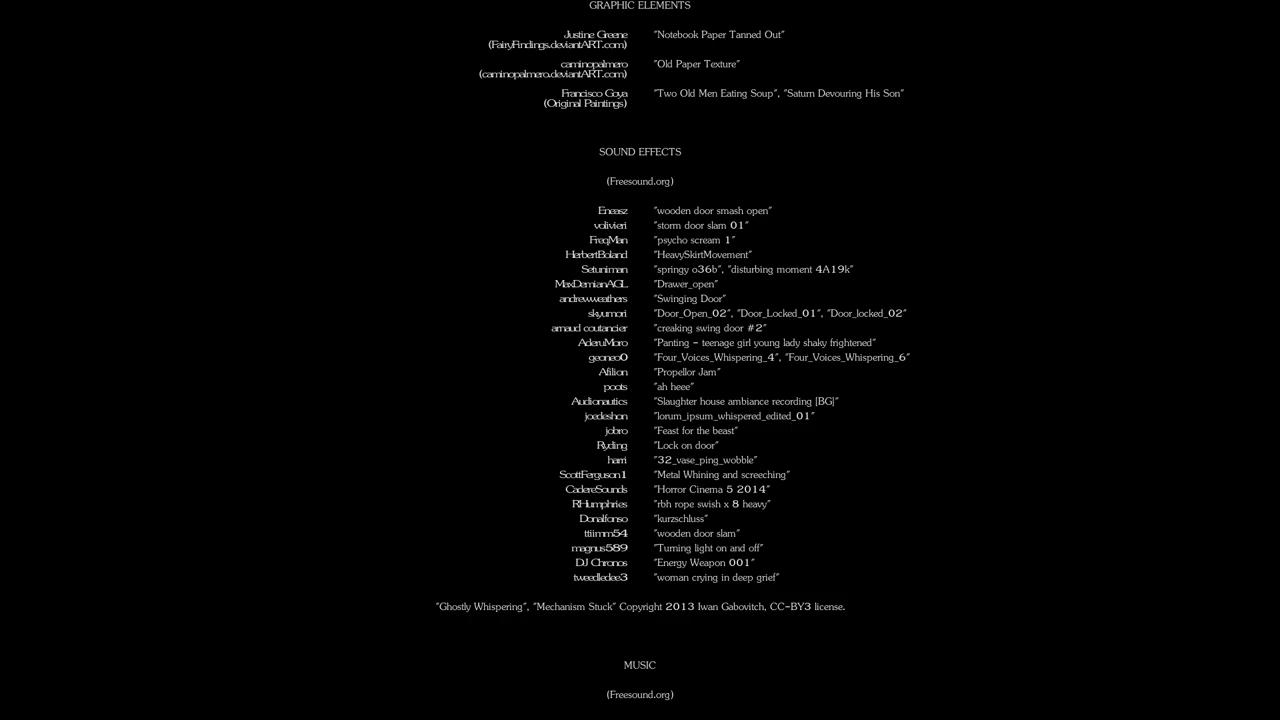 GRAPHIC ELEMENTS
Justine Greene "Notebook Paper Tanned Out"
(FairyFindings.deviantART.com)
caminopalmero "Old Paper Texture"
(caminopalmero.deviantART.com)
Francisco Goya "Two Old Men Eating Soup", "Saturn Devouring His Son"
(Original Paintings)
SOUND EFFECTS
(Freesound.org)
Eneasz "wooden door smash open"
volivieri "storm door slam 01"
FreqMan "psycho scream 1"
HerbertBoland "HeavySkirtMovement"
Setuniman "springy o36b", "disturbing moment 4A19k"
MaxDemianAGL "Drawer_open"
andrewweathers "Swinging Door"
skyumori "Door_Open_02", "Door_Locked_01", "Door_locked_02"
arnaud coutancier "creaking swing door #2"
AderuMoro "Panting - teenage girl young lady shaky frightened"
geoneo0 "Four_Voices_Whispering_4", "Four_Voices_Whispering_6"
Afilion "Propellor Jam"
poots "ah heee"
Audionautics "Slaughter house ambiance recording [BG]"
joedeshon "lorum_ipsum_whispered_edited_01"
jobro "Feast for the beast"
Ryding "Lock on door"
harri "32_vase_ping_wobble"
ScottFerguson1 "Metal Whining and screeching"
CadereSounds "Horror Cinema 5 2014"
RHumphries "rbh rope swish x 8 heavy"
Donalfonso "kurzschluss"
ttiimm54 "wooden door slam"
magnus589 "Turning light on and off"
DJ Chronos "Energy Weapon 001"
tweedledee3 "woman crying in deep grief"
"Ghostly Whispering", "Mechanism Stuck" Copyright 2013 Iwan Gabovitch, CC-BY3 license.
MUSIC
(Freesound.org)